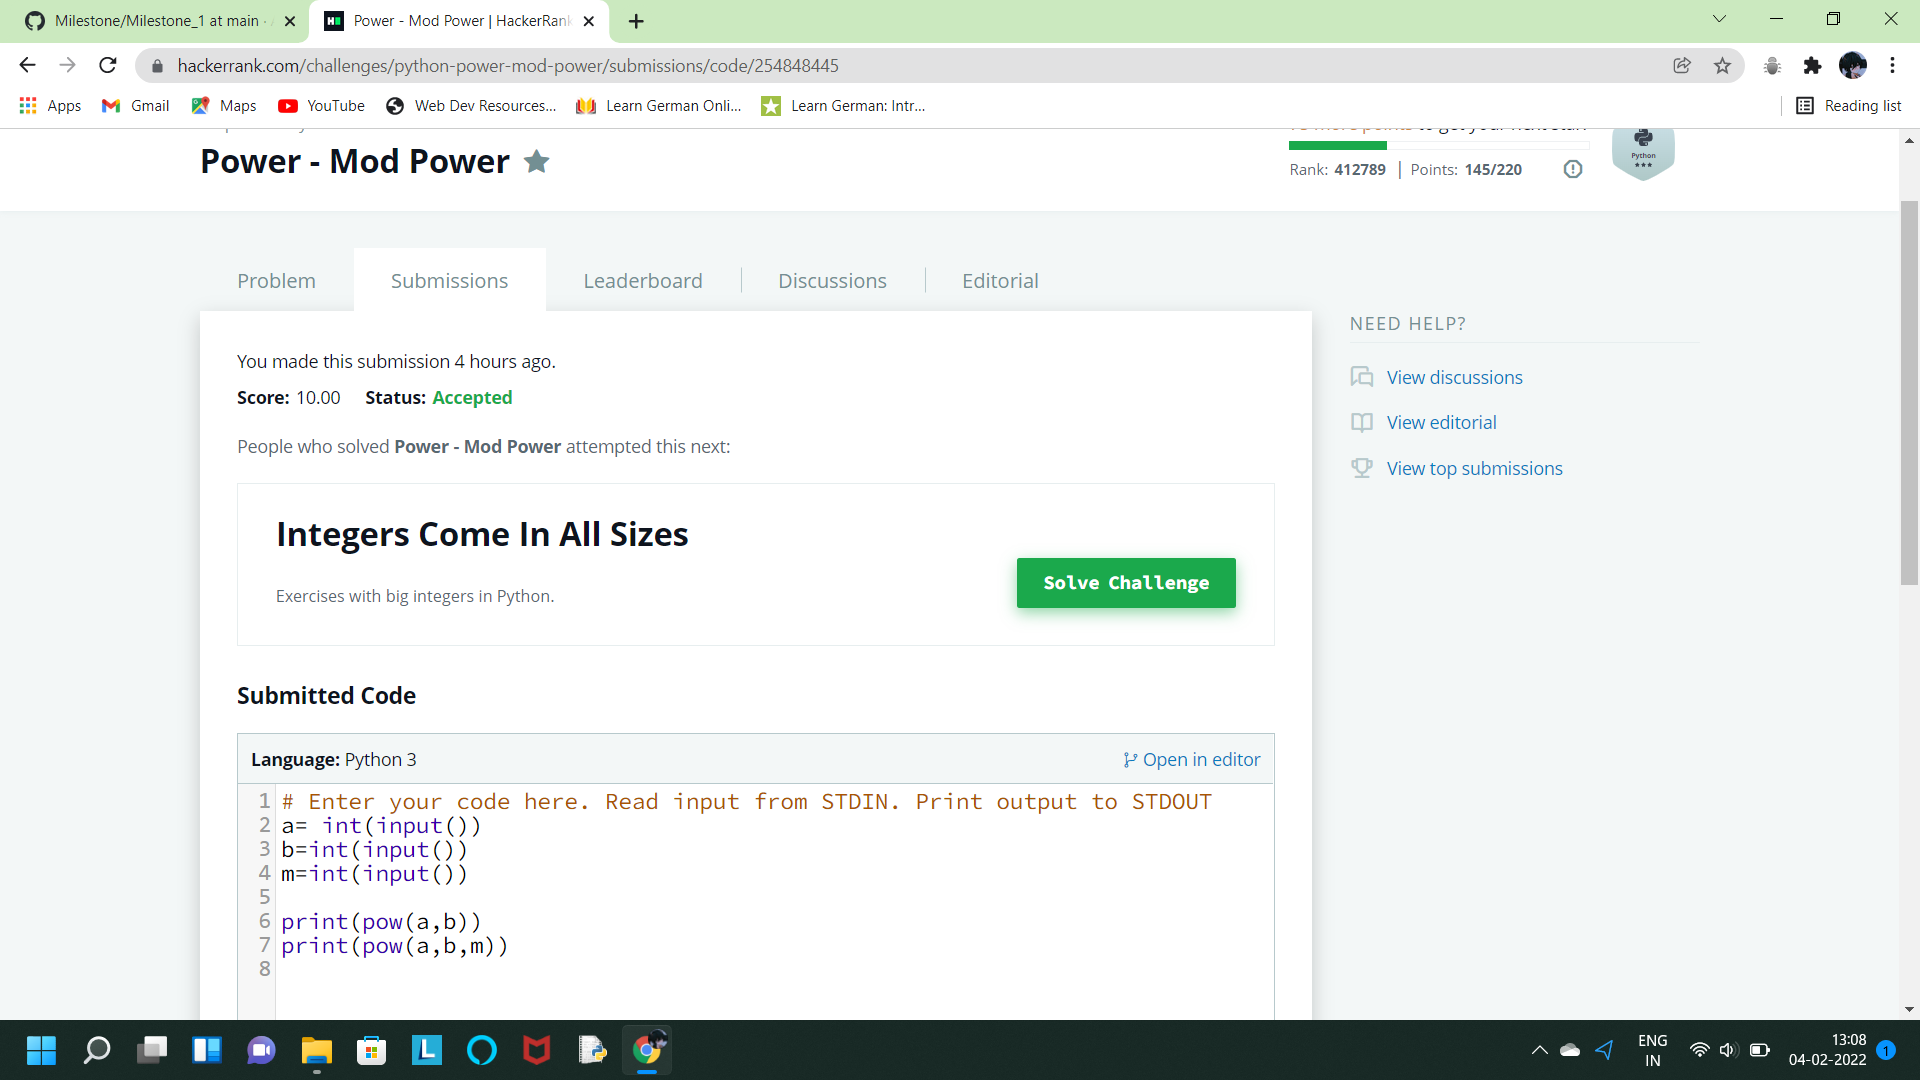 Milestone/Milestone_1 at main ·
Power - Mod Power | HackerRank
hackerrank.com/challenges/python-power-mod-power/submissions/code/254848445
Apps Gmail Maps YouTube Web Dev Resources... Learn German Onli... Learn German: Intr... Reading list
to get your next star!
Power - Mod Power
Rank: 412789 | Points: 145/220
Python
Problem Submissions Leaderboard Discussions Editorial
You made this submission 4 hours ago.
Score: 10.00 Status: Accepted
People who solved Power - Mod Power attempted this next:
Integers Come In All Sizes
Exercises with big integers in Python.
Solve Challenge
NEED HELP?
View discussions
View editorial
View top submissions
Submitted Code
Language: Python 3
Open in editor
1 # Enter your code here. Read input from STDIN. Print output to STDOUT
2 a= int(input())
3 b=int(input())
4 m=int(input())
5
6 print(pow(a,b))
7 print(pow(a,b,m))
8
ENG
IN
13:08
04-02-2022
1